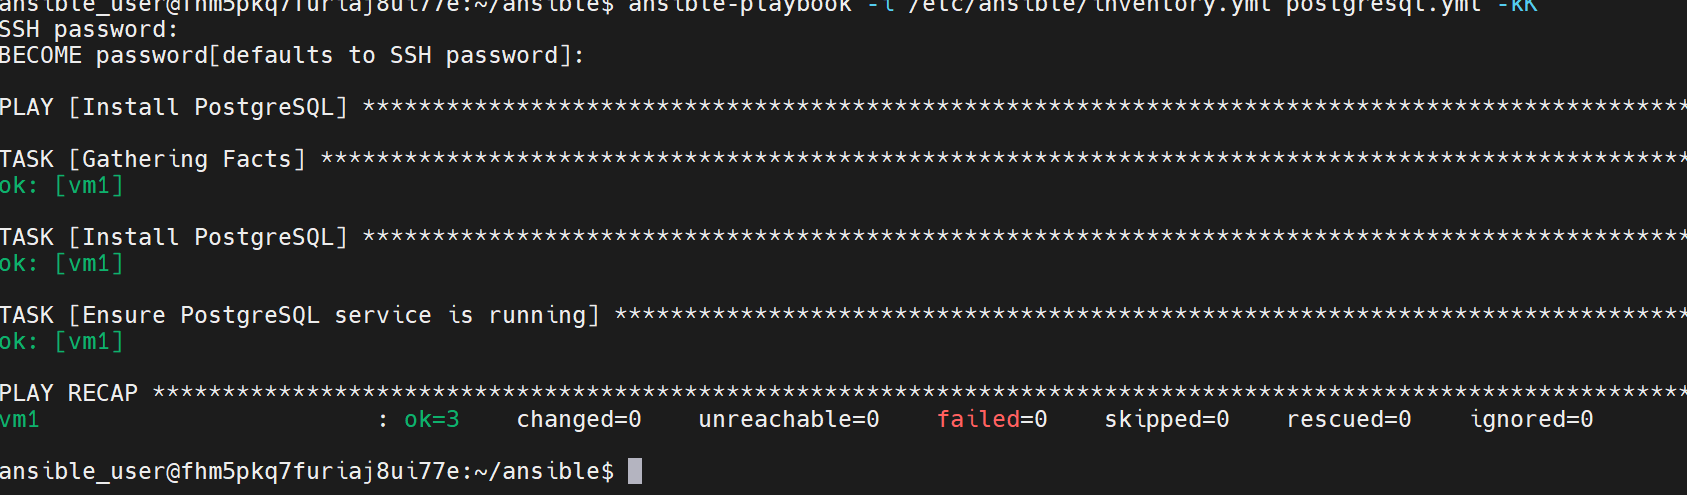 ansible_user@fhm5pkq7furiaj8ui77e:~/ansible$ ansible-playbook -i /etc/ansible/inventory.yml postgresql.yml -kK
SSH password:
BECOME password[defaults to SSH password]:
PLAY [Install PostgreSQL] ***********************************************************************************************
TASK [Gathering Facts] **************************************************************************************************
ok: [vm1]
TASK [Install PostgreSQL] ***********************************************************************************************
ok: [vm1]
TASK [Ensure PostgreSQL service is running] *****************************************************************************
ok: [vm1]
PLAY RECAP **************************************************************************************************************
vm1 : ok=3 changed=0 unreachable=0 failed=0 skipped=0 rescued=0 ignored=0
ansible_user@fhm5pkq7furiaj8ui77e:~/ansible$